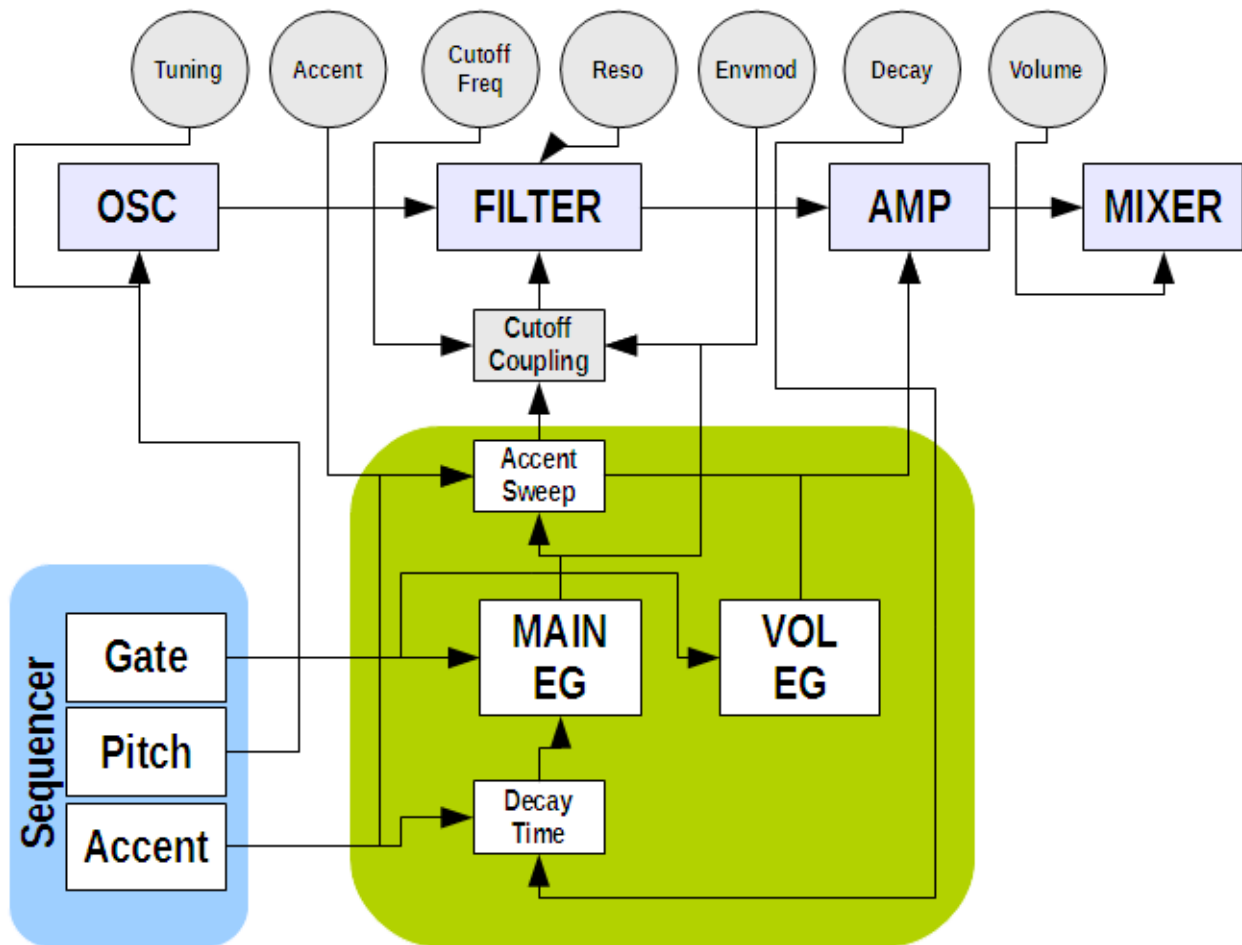 Tuning
Accent
Cutoff
Freq
Reso
Envmod
Decay
Volume
OSC
FILTER
AMP
MIXER
Cutoff
Coupling
Accent
Sweep
Sequencer
Gate
Pitch
Accent
MAIN
EG
VOL
EG
Decay
Time